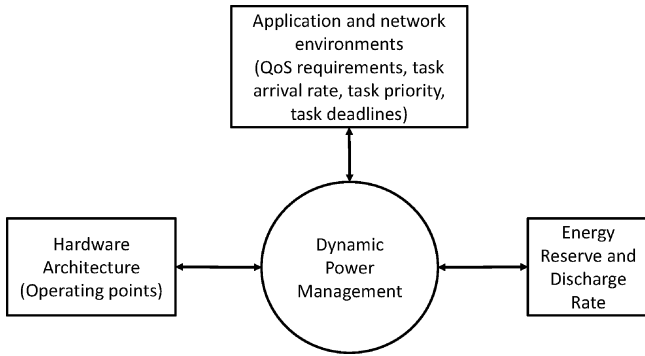 Application and network
environments
(QoS requirements, task
arrival rate, task priority,
task deadlines)
Hardware
Architecture
(Operating points)
Dynamic
Power
Management
Energy
Reserve and
Discharge
Rate